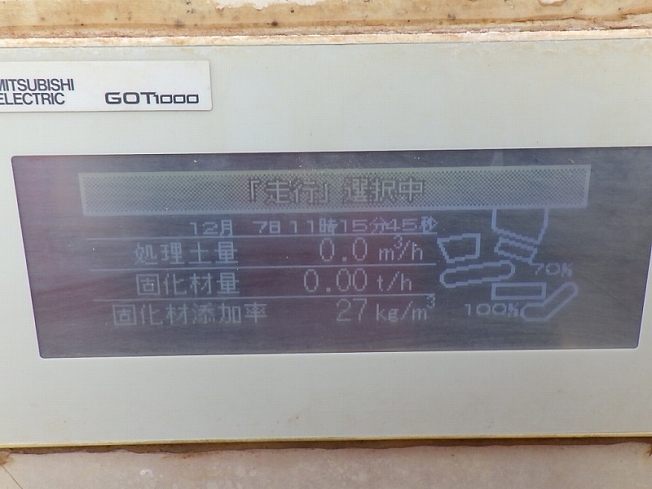 MITSUBISHI
ELECTRIC GOT1000
『走行』選択中
12月 7日11時15分45秒
処理土量 0.0 m³/h
固化材量 0.00 t/h
70%
固化材添加率 27 kg/m³
100%